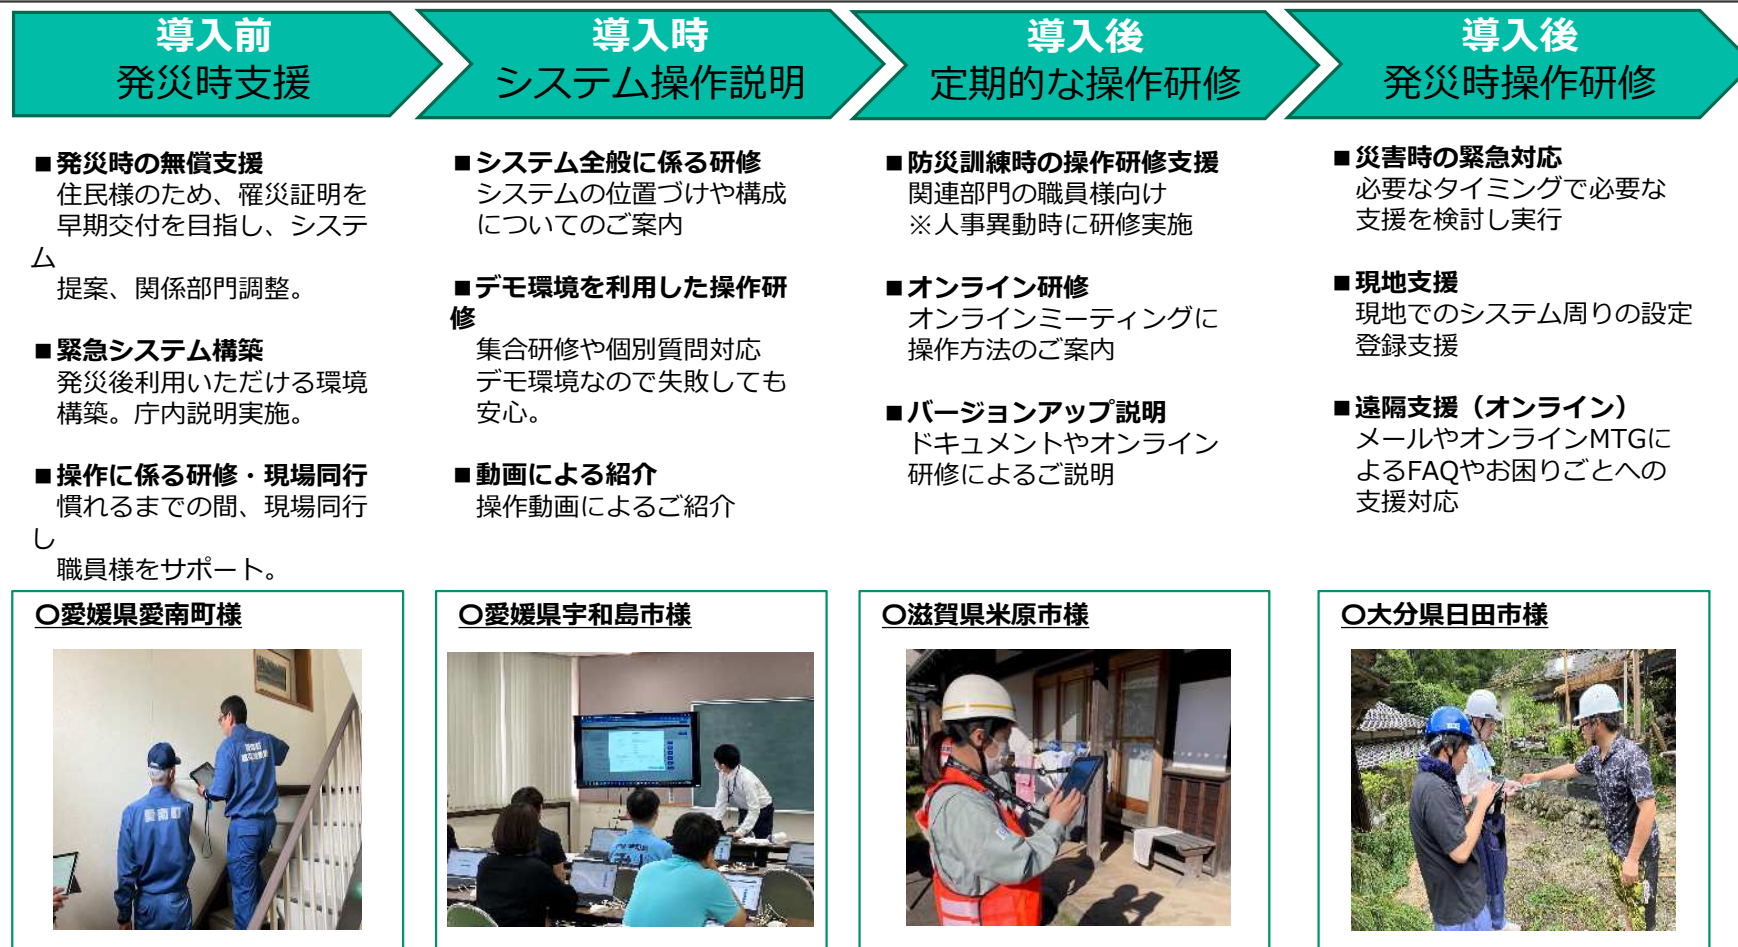 導入前
発災時支援
導入時
システム操作説明
導入後
定期的な操作研修
導入後
発災時操作研修
■発災時の無償支援
住民様のため、罹災証明を
早期交付を目指し、システ
ム
提案、関係部門調整。
■緊急システム構築
発災後利用いただける環境
構築。庁内説明実施。
■操作に係る研修・現場同行
慣れるまでの間、現場同行
し
職員様をサポート。
■システム全般に係る研修
システムの位置づけや構成
についてのご案内
■デモ環境を利用した操作研
修
集合研修や個別質問対応
デモ環境なので失敗しても
安心。
■動画による紹介
操作動画によるご紹介
■防災訓練時の操作研修支援
関連部門の職員様向け
※人事異動時に研修実施
■オンライン研修
オンラインミーティングに
操作方法のご案内
■バージョンアップ説明
ドキュメントやオンライン
研修によるご説明
■災害時の緊急対応
必要なタイミングで必要な
支援を検討し実行
■現地支援
現地でのシステム周りの設定
登録支援
■遠隔支援（オンライン）
メールやオンラインMTGに
よるFAQやお困りごとへの
支援対応
〇愛媛県愛南町様
愛南町
〇愛媛県宇和島市様
〇滋賀県米原市様
〇大分県日田市様